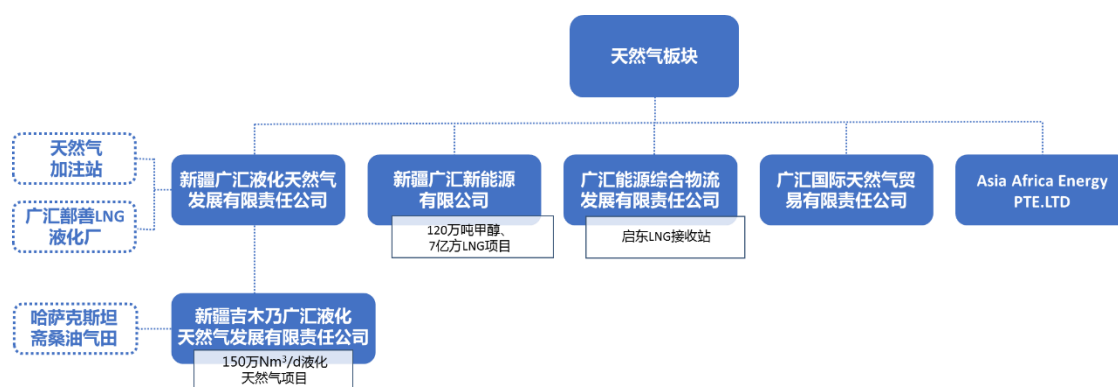 天然气板块
天然气
加注站
新疆广汇液化天然气
发展有限责任公司
新疆广汇新能源
有限公司
广汇能源综合物流
发展有限责任公司
广汇国际天然气贸
易有限责任公司
Asia Africa Energy
PTE.LTD
广汇鄯善LNG
液化厂
120万吨甲醇、
7亿方LNG项目
启东LNG接收站
哈萨克斯坦
斋桑油气田
新疆吉木乃广汇液化
天然气发展有限责任公司
150万Nm³/d液化
天然气项目